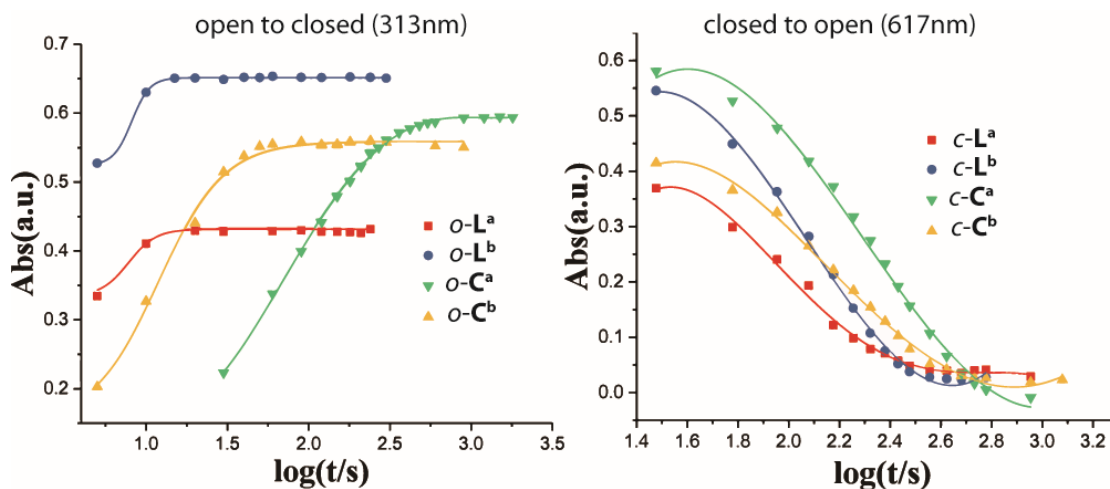 open to closed (313nm)
Abs(a.u.)
0.7
0.6
0.5
0.4
0.3
0.2
1.0
1.5
2.0
2.5
3.0
3.5
log(t/s)
o-Lᵃ
o-Lᵇ
o-Cᵃ
o-Cᵇ
closed to open (617nm)
Abs(a.u.)
0.6
0.5
0.4
0.3
0.2
0.1
0.0
1.4
1.6
1.8
2.0
2.2
2.4
2.6
2.8
3.0
3.2
log(t/s)
c-Lᵃ
c-Lᵇ
c-Cᵃ
c-Cᵇ